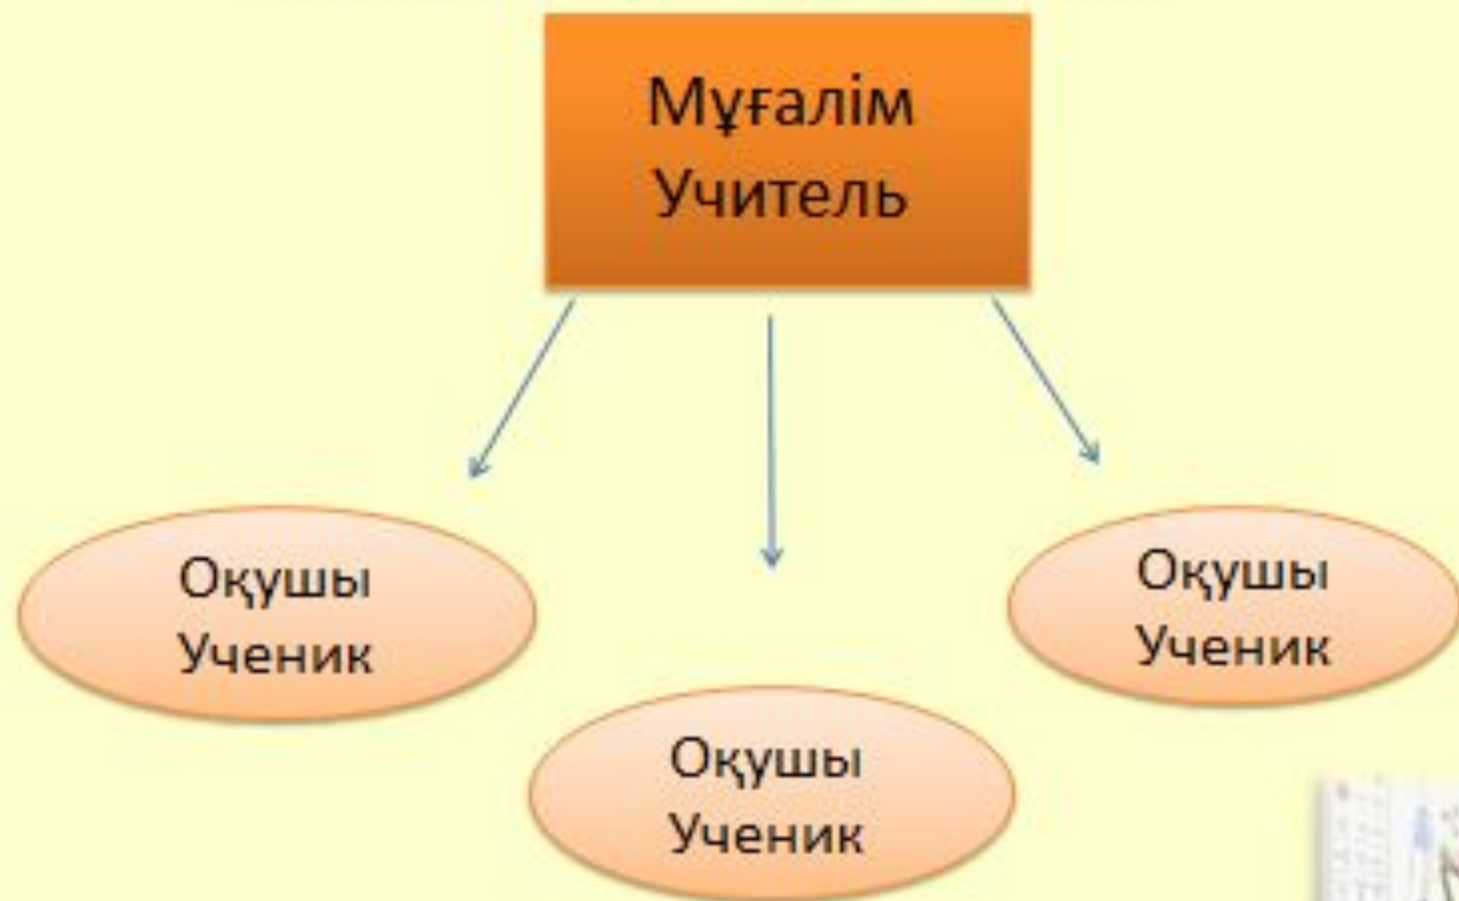 Мұғалім
Учитель
Оқушы
Ученик
Оқушы
Ученик
Оқушы
Ученик